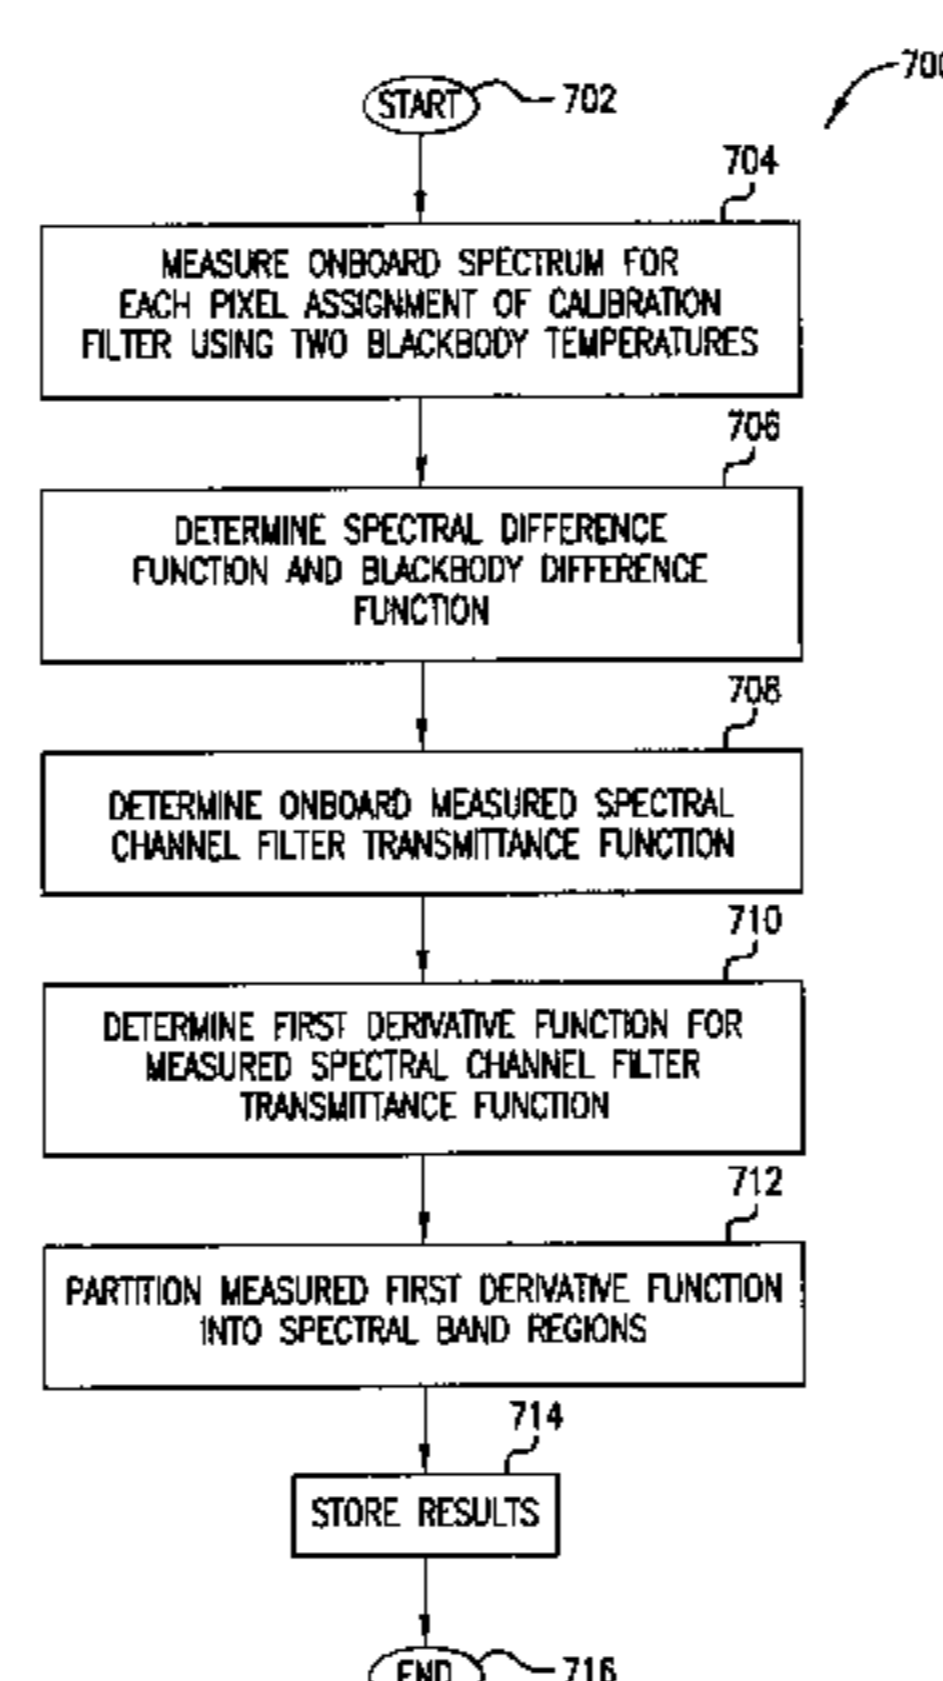 700
START 702
704
MEASURE ONBOARD SPECTRUM FOR
EACH PIXEL ASSIGNMENT OF CALIBRATION
FILTER USING TWO BLACKBODY TEMPERATURES
706
DETERMINE SPECTRAL DIFFERENCE
FUNCTION AND BLACKBODY DIFFERENCE
FUNCTION
708
DETERMINE ONBOARD MEASURED SPECTRAL
CHANNEL FILTER TRANSMITTANCE FUNCTION
710
DETERMINE FIRST DERIVATIVE FUNCTION FOR
MEASURED SPECTRAL CHANNEL FILTER
TRANSMITTANCE FUNCTION
712
PARTITION MEASURED FIRST DERIVATIVE FUNCTION
INTO SPECTRAL BAND REGIONS
714
STORE RESULTS
END 716